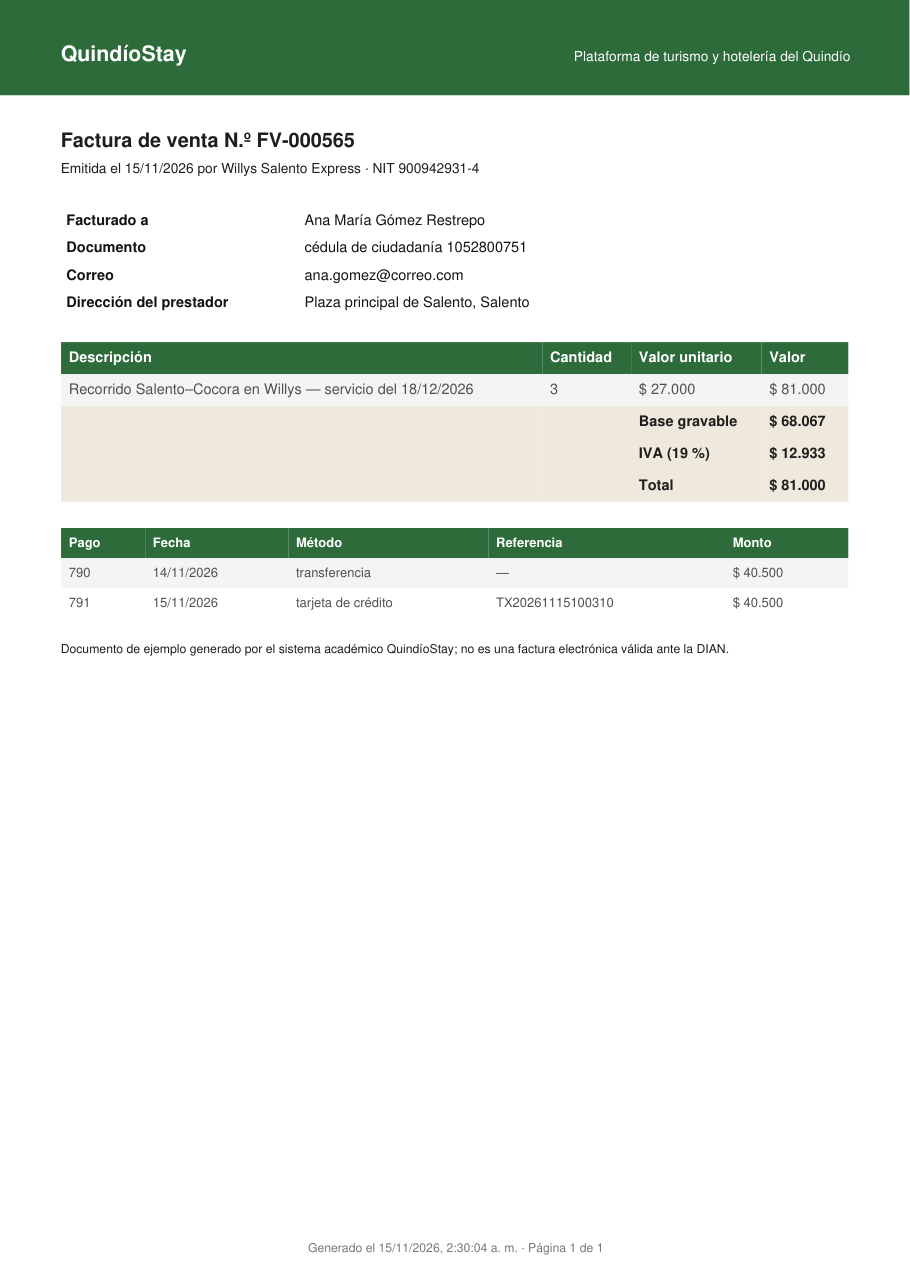 QuindíoStay
Plataforma de turismo y hotelería del Quindío
Factura de venta N.º FV-000565
Emitida el 15/11/2026 por Willys Salento Express · NIT 900942931-4
Facturado a Ana María Gómez Restrepo
Documento cédula de ciudadanía 1052800751
Correo ana.gomez@correo.com
Dirección del prestador Plaza principal de Salento, Salento
Descripción Cantidad Valor unitario Valor
Recorrido Salento–Cocora en Willys — servicio del 18/12/2026 3 $ 27.000 $ 81.000
Base gravable $ 68.067
IVA (19 %) $ 12.933
Total $ 81.000
Pago Fecha Método Referencia Monto
790 14/11/2026 transferencia — $ 40.500
791 15/11/2026 tarjeta de crédito TX20261115100310 $ 40.500
Documento de ejemplo generado por el sistema académico QuindíoStay; no es una factura electrónica válida ante la DIAN.
Generado el 15/11/2026, 2:30:04 a. m. · Página 1 de 1